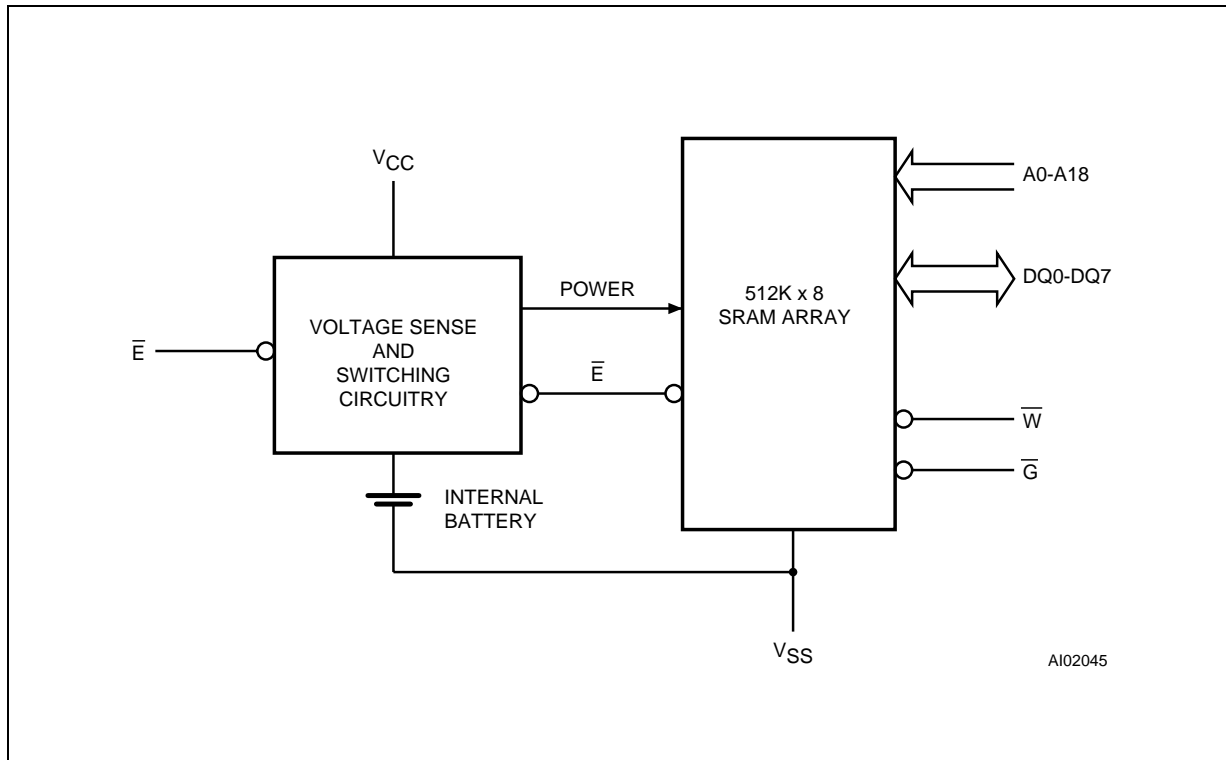 VCC
A0-A18
DQ0-DQ7
POWER
512K x 8
SRAM ARRAY
VOLTAGE SENSE
AND
SWITCHING
CIRCUITRY
E̅
E̅
W̅
G̅
INTERNAL
BATTERY
VSS
AI02045